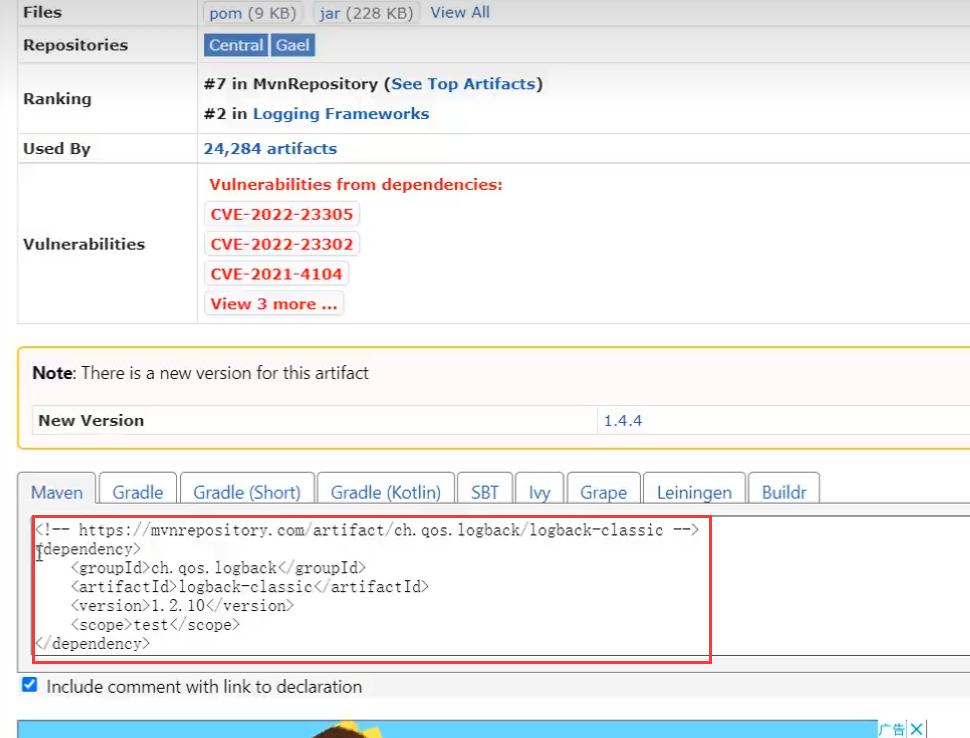 Files pom (9 KB) jar (228 KB) View All
Repositories Central Gael
Ranking
#7 in MvnRepository (See Top Artifacts)
#2 in Logging Frameworks
Used By 24,284 artifacts
Vulnerabilities
Vulnerabilities from dependencies:
CVE-2022-23305
CVE-2022-23302
CVE-2021-4104
View 3 more ...
Note: There is a new version for this artifact
New Version 1.4.4
Maven Gradle Gradle (Short) Gradle (Kotlin) SBT Ivy Grape Leiningen Buildr
<!-- https://mvnrepository.com/artifact/ch.qos.logback/logback-classic -->
<dependency>
    <groupId>ch.qos.logback</groupId>
    <artifactId>logback-classic</artifactId>
    <version>1.2.10</version>
    <scope>test</scope>
</dependency>
Include comment with link to declaration
广告